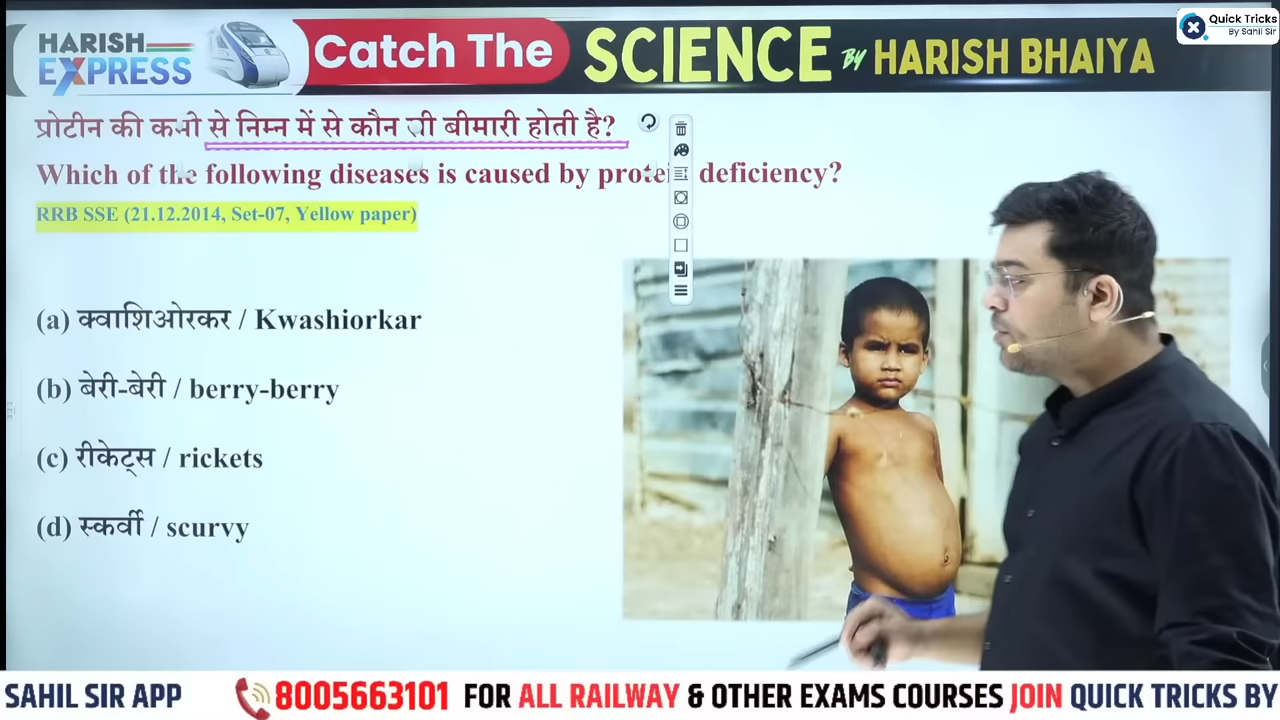 HARISH
EXPRESS
Catch The SCIENCE BY HARISH BHAIYA
Quick Tricks
By Sahil Sir
प्रोटीन की कमी से निम्न में से कौन सी बीमारी होती है?
Which of the following diseases is caused by protein deficiency?
RRB SSE (21.12.2014, Set-07, Yellow paper)
(a) क्वाशिओरकर / Kwashiorkar
(b) बेरी-बेरी / berry-berry
(c) रीकेट्स / rickets
(d) स्कर्वी / scurvy
SAHIL SIR APP 8005663101 FOR ALL RAILWAY & OTHER EXAMS COURSES JOIN QUICK TRICKS BY